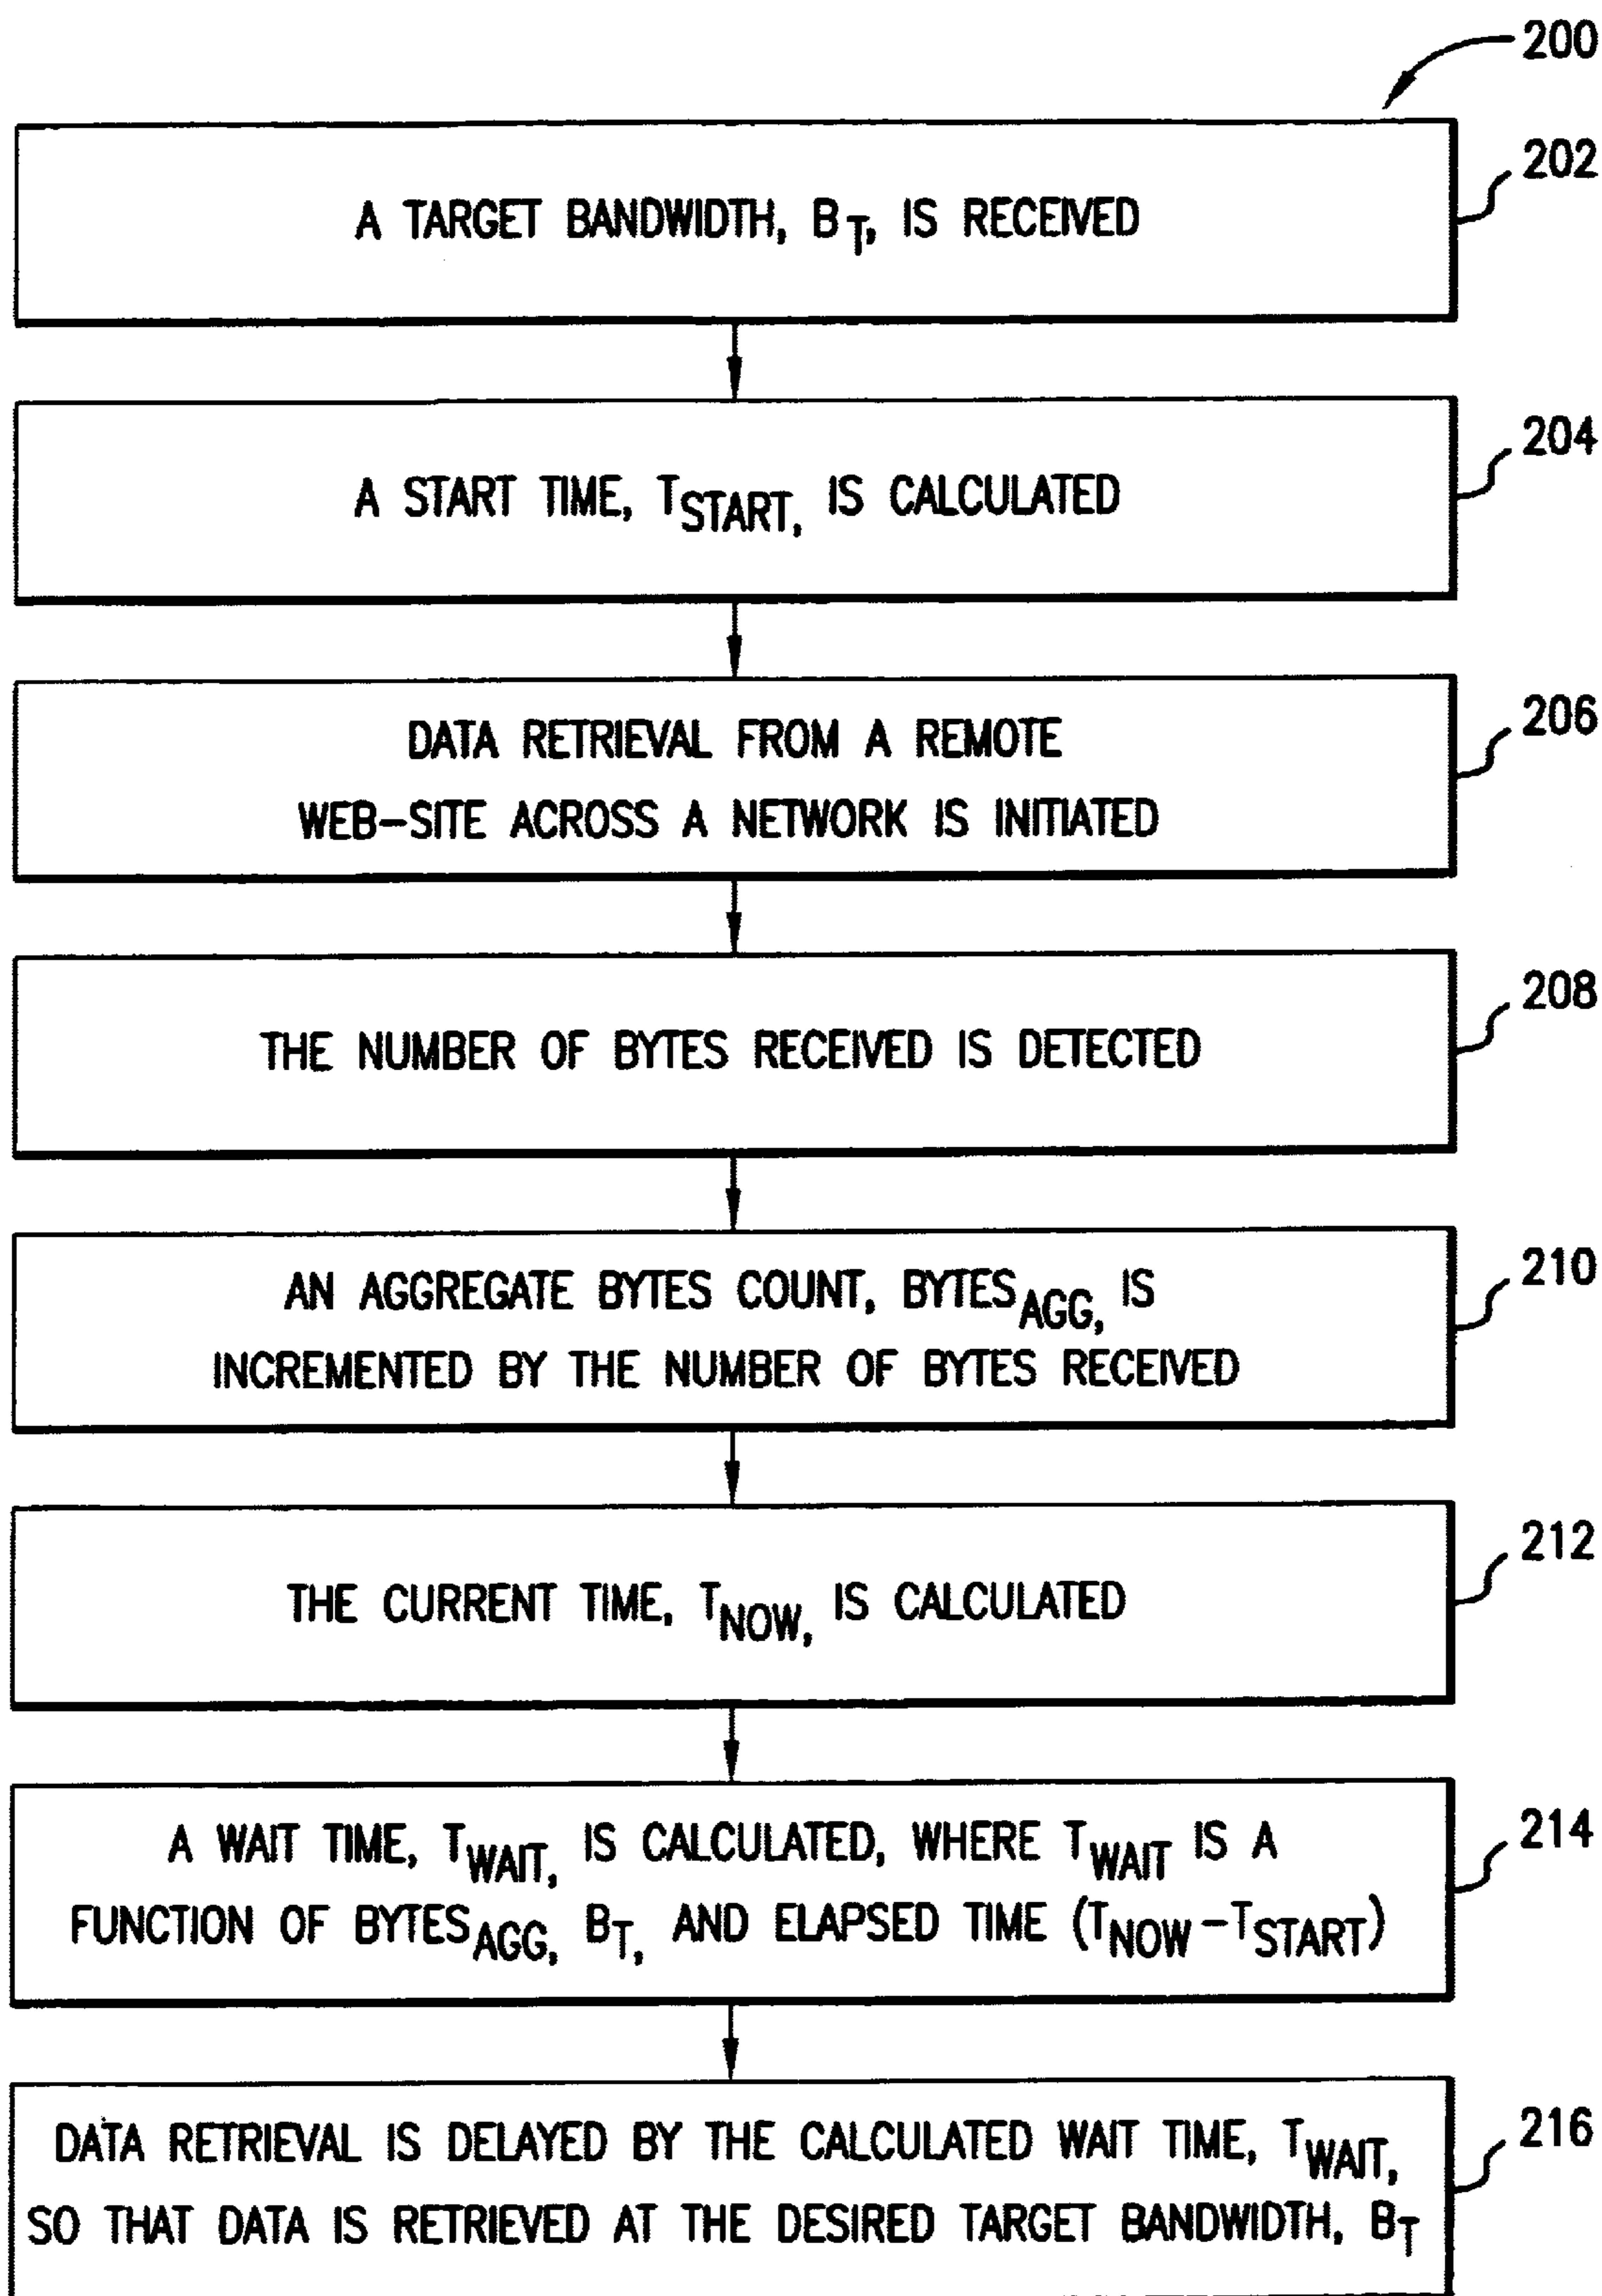 200
202
A TARGET BANDWIDTH, BT, IS RECEIVED
204
A START TIME, TSTART, IS CALCULATED
206
DATA RETRIEVAL FROM A REMOTE
WEB-SITE ACROSS A NETWORK IS INITIATED
208
THE NUMBER OF BYTES RECEIVED IS DETECTED
210
AN AGGREGATE BYTES COUNT, BYTESAGG, IS
INCREMENTED BY THE NUMBER OF BYTES RECEIVED
212
THE CURRENT TIME, TNOW, IS CALCULATED
214
A WAIT TIME, TWAIT, IS CALCULATED, WHERE TWAIT IS A
FUNCTION OF BYTESAGG, BT, AND ELAPSED TIME (TNOW-TSTART)
216
DATA RETRIEVAL IS DELAYED BY THE CALCULATED WAIT TIME, TWAIT,
SO THAT DATA IS RETRIEVED AT THE DESIRED TARGET BANDWIDTH, BT